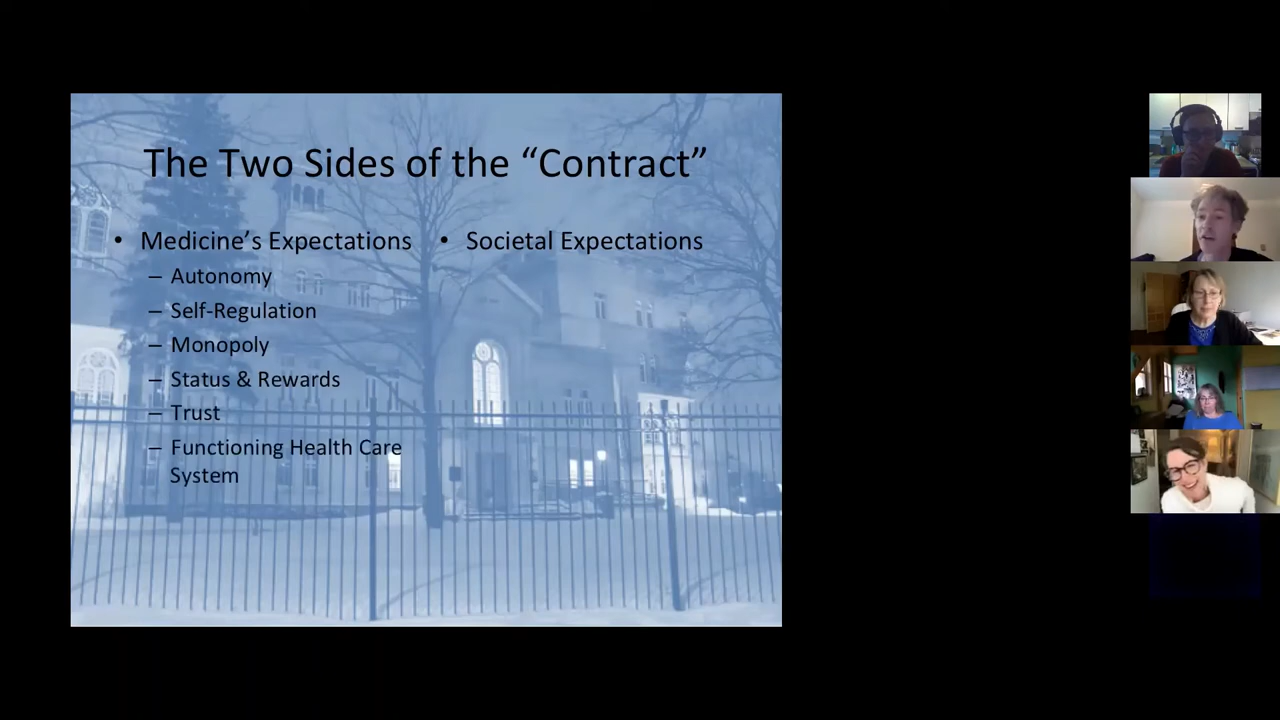 The Two Sides of the “Contract”
• Medicine’s Expectations
– Autonomy
– Self-Regulation
– Monopoly
– Status & Rewards
– Trust
– Functioning Health Care
System
• Societal Expectations